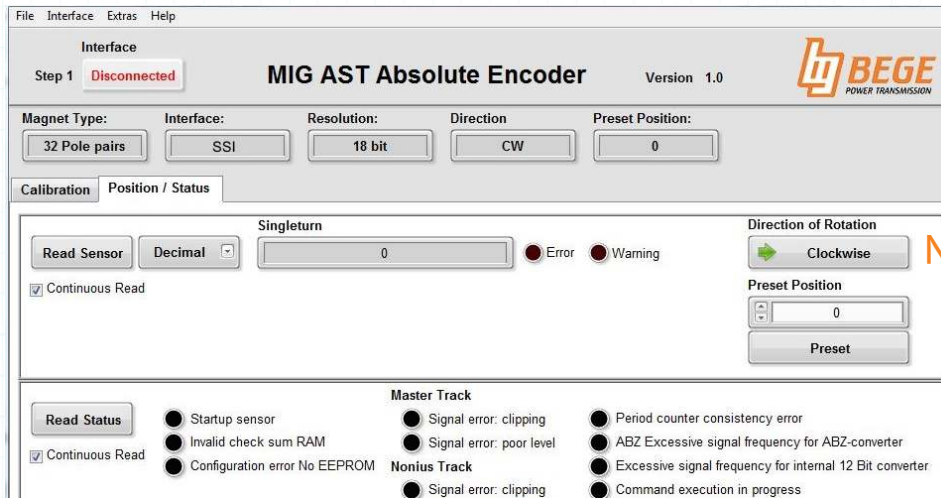 File Interface Extras Help
Interface
Step 1 Disconnected MIG AST Absolute Encoder Version 1.0 BEGE
POWER TRANSMISSION
Magnet Type: Interface: Resolution: Direction Preset Position:
32 Pole pairs SSI 18 bit CW 0
Calibration Position / Status
Singleturn Direction of Rotation
Read Sensor Decimal 0 Error Warning Clockwise N
Continuous Read Preset Position
0
Preset
Master Track
Read Status Startup sensor Signal error: clipping Period counter consistency error
Invalid check sum RAM Signal error: poor level ABZ Excessive signal frequency for ABZ-converter
Continuous Read Configuration error No EEPROM Nonius Track Excessive signal frequency for internal 12 Bit converter
Signal error: clipping Command execution in progress